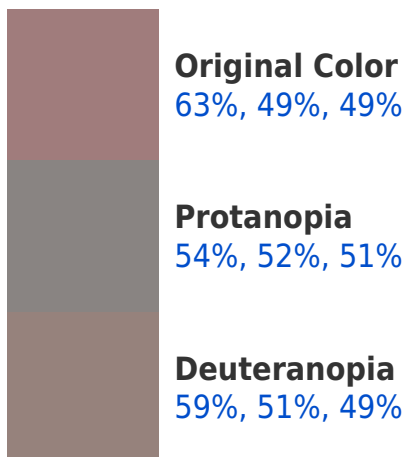 Original Color
63%, 49%, 49%
Protanopia
54%, 52%, 51%
Deuteranopia
59%, 51%, 49%